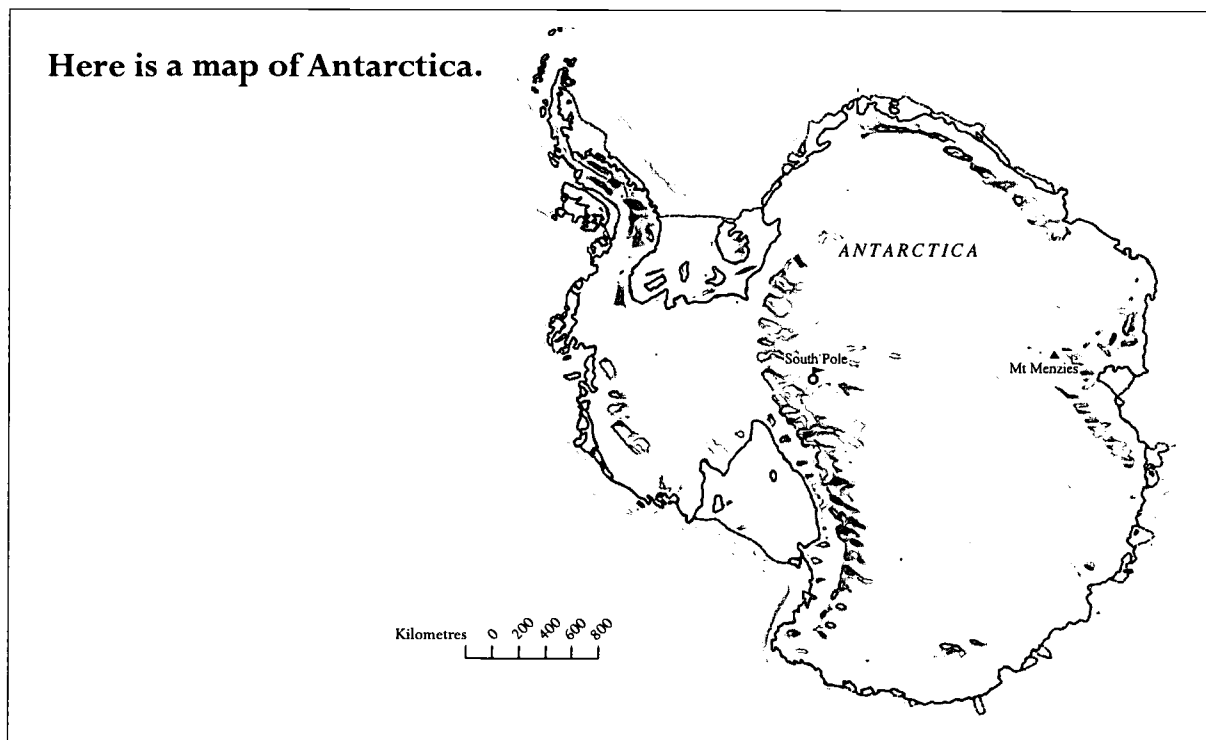 Here is a map of Antarctica.
ANTARCTICA
South Pole
Mt Menzies
Kilometres 0 200 400 600 800